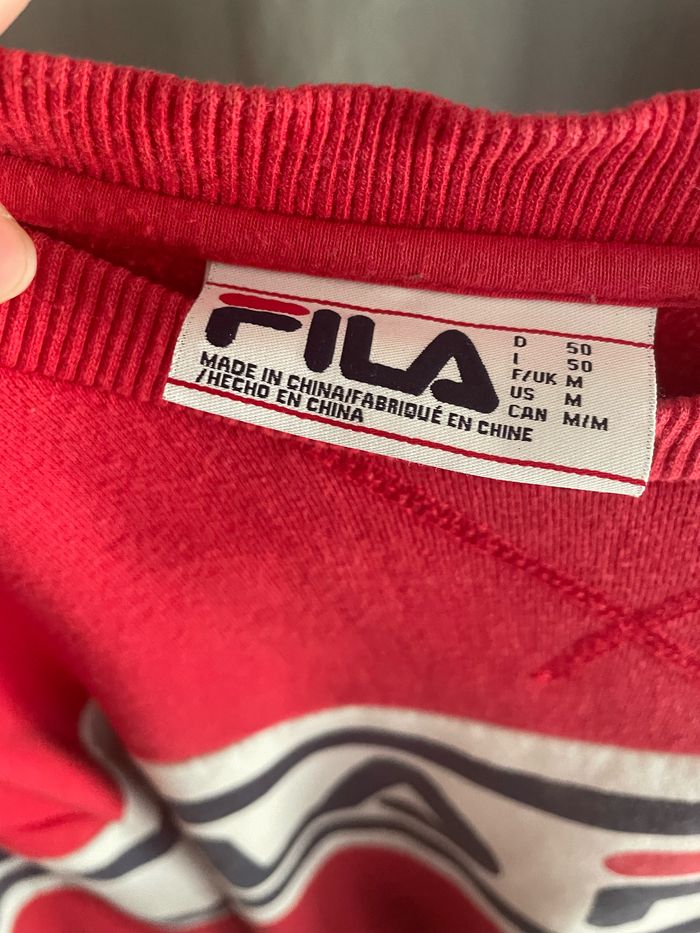 FILA
MADE IN CHINA/FABRIQUÉ EN CHINE
/HECHO EN CHINA
D 50
I 50
F/UK M
US M
CAN M/M